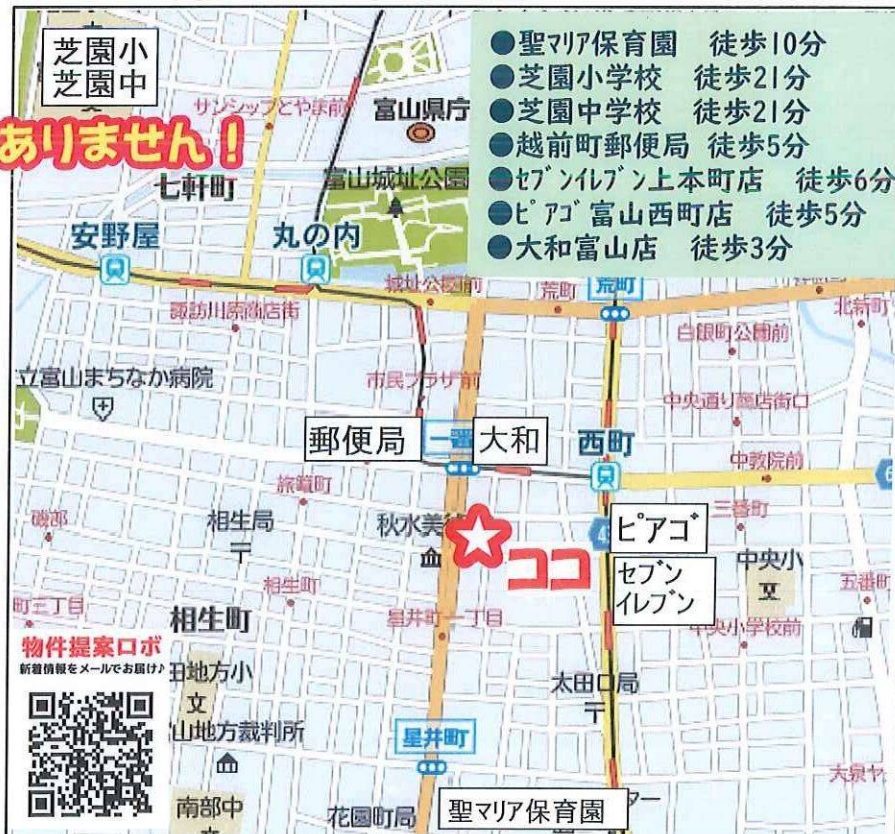 芝園小
芝園中
●聖マリア保育園 徒歩10分
●芝園小学校 徒歩21分
●芝園中学校 徒歩21分
●越前町郵便局 徒歩5分
●セブンイレブン上本町店 徒歩6分
●ピアゴ富山西町店 徒歩5分
●大和富山店 徒歩3分
サンシップとやま前
富山県庁
ありません!
七軒町
富山城址公園
安野屋
丸の内
城址公園前
荒町
荒町
諏訪川原商店街
北新町
白銀町公園前
立富山まちなか病院
市民プラザ前
中央通り商店街口
郵便局
一番
大和
西町
中教院前
旅篭町
磯部
相生局
秋水美術
ココ
ピアゴ
三番町
セブン
イレブン
中央小
五番町
町三丁目
相生町
相生町
星井町一丁目
中央小学校前
物件提案ロボ
新着情報をメールでお届け♪
田地方小
太田口局
山地方裁判所
星井町
大泉ヤ
南部中
花園町局
聖マリア保育園
ター